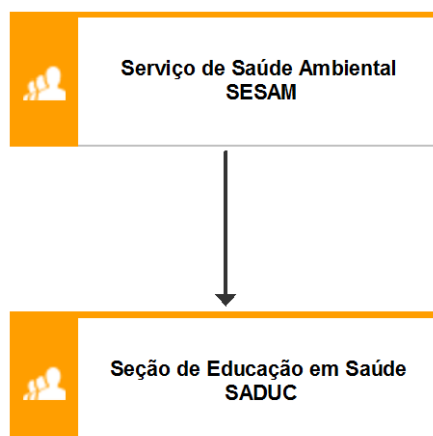 Serviço de Saúde Ambiental
SESAM
Seção de Educação em Saúde
SADUC